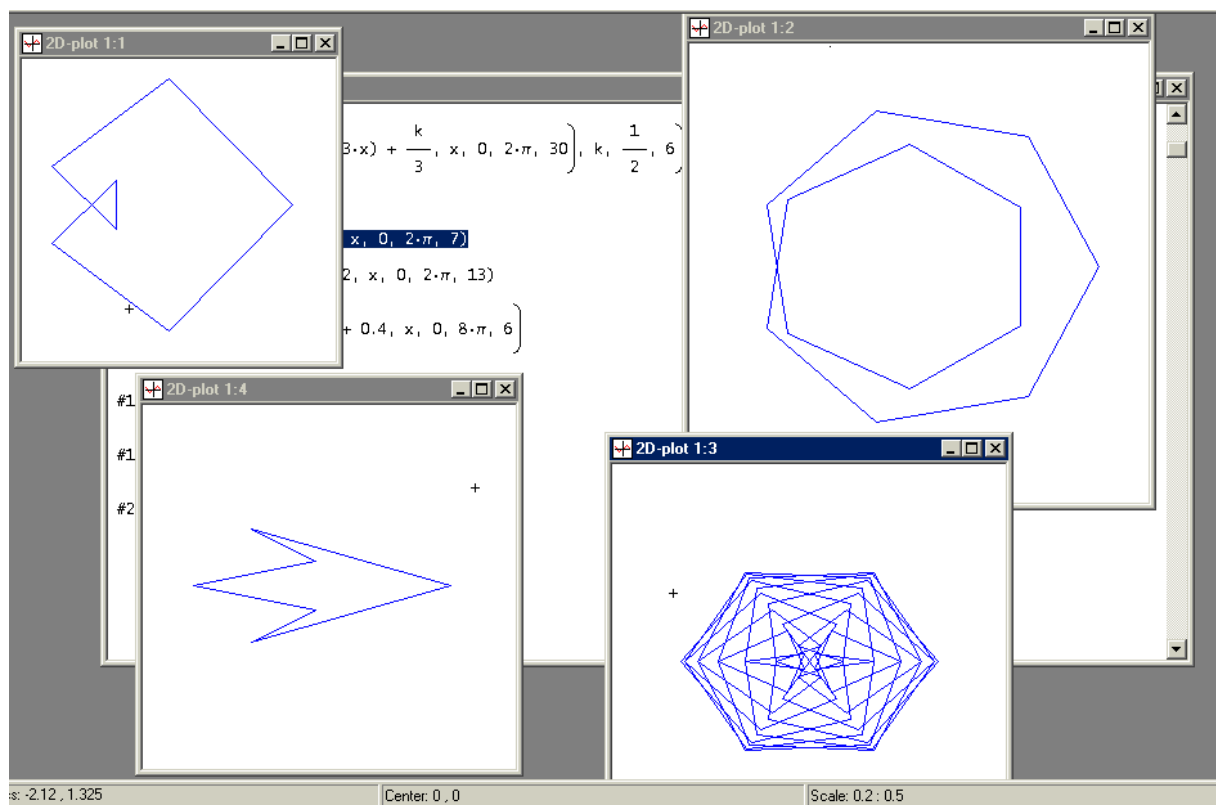 2D-plot 1:1
2D-plot 1:2
3·x) + k/3, x, 0, 2·π, 30), k, 1/2, 6)
x, 0, 2·π, 7)
2, x, 0, 2·π, 13)
+ 0.4, x, 0, 8·π, 6)
#1
#1
#2
2D-plot 1:4
2D-plot 1:3
s: -2.12 , 1.325
Center: 0 , 0
Scale: 0.2 : 0.5